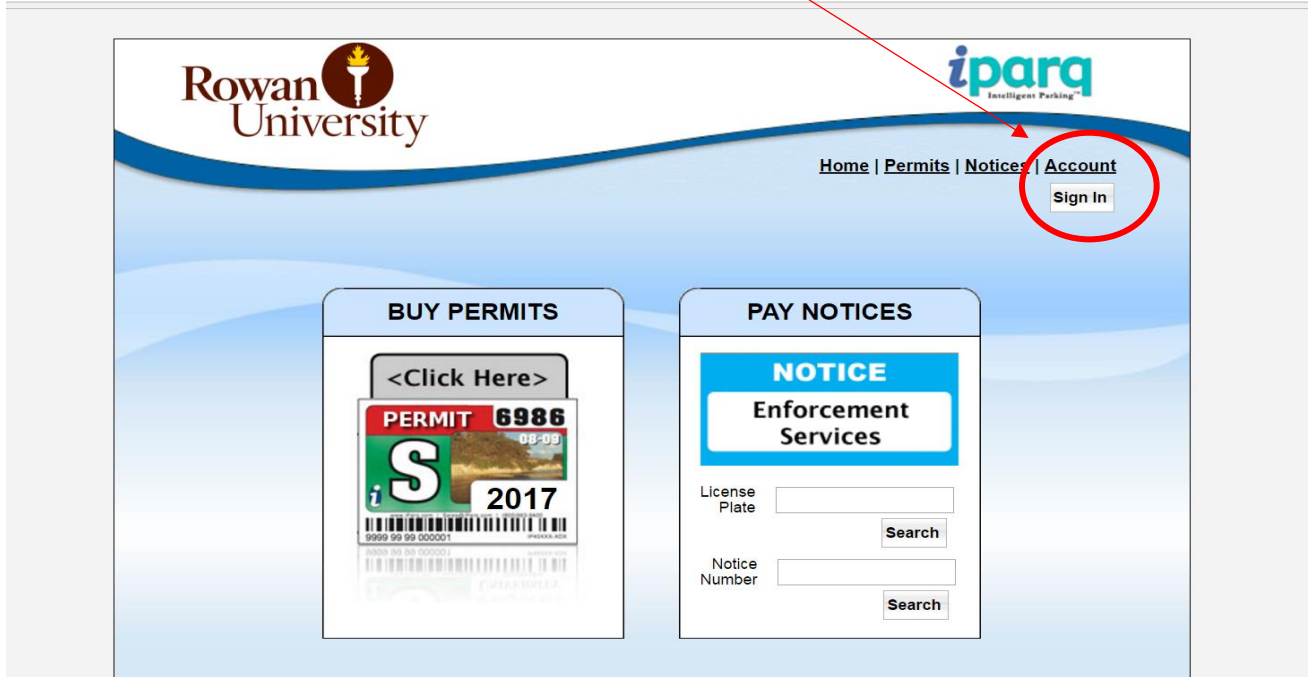 Rowan
University
iparq
Intelligent Parking™
Home | Permits | Notices | Account
Sign In
BUY PERMITS
<Click Here>
PERMIT 6986
08-09
S
i
2017
9999 99 99 000001
PAY NOTICES
NOTICE
Enforcement
Services
License
Plate
Search
Notice
Number
Search